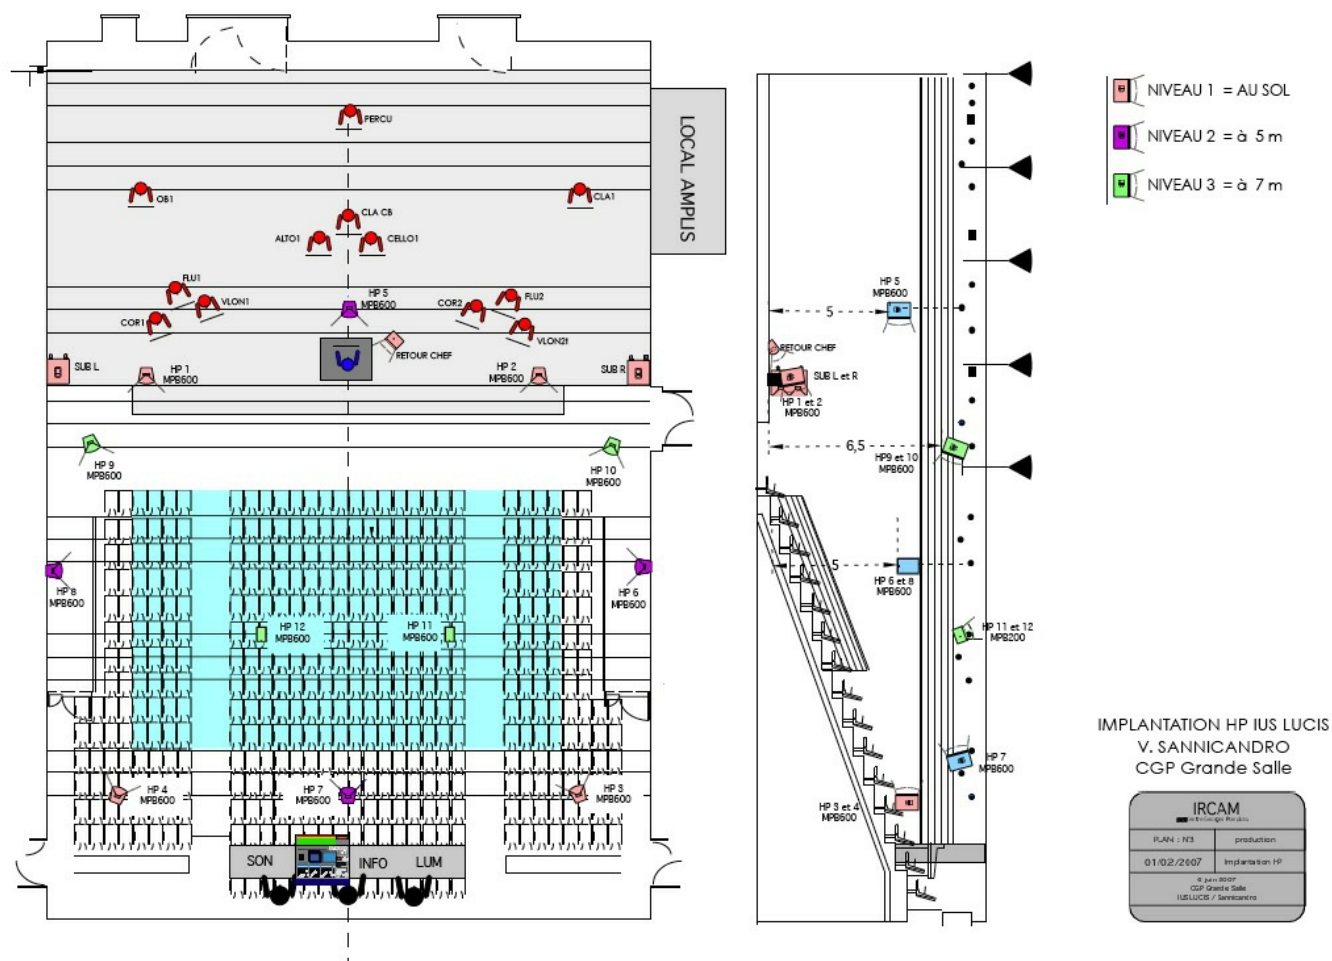 PERCU
OB1
CLA1
CLA CB
ALTO1
CELLO1
FLU1
VLON1
COR1
HP 5
MPB600
COR2
FLU2
VLON2
RETOUR CHEF
SUB L
HP 1
MPB600
HP 2
MPB600
SUB R
LOCAL AMPLIS
HP 9
MPB600
HP 10
MPB600
HP 8
MPB600
HP 6
MPB600
HP 12
MPB600
HP 11
MPB600
HP 4
MPB600
HP 7
MPB600
HP 3
MPB600
SON
INFO
LUM
HP 5
MPB600
5
RETOUR CHEF
SUB L et R
HP 1 et 2
MPB600
6,5
HP9 et 10
MPB600
5
HP 6 et 8
MPB600
HP 11 et 12
MPB200
HP 7
MPB600
HP 3 et 4
MPB600
NIVEAU 1 = AU SOL
NIVEAU 2 = à 5 m
NIVEAU 3 = à 7 m
IMPLANTATION HP IUS LUCIS
V. SANNICANDRO
CGP Grande Salle
IRCAM
PLAN : N'3
production
01/02/2007
Implantation HP
6 juin 2007
CGP Grande Salle
IUSLUCIS / Sannicandro